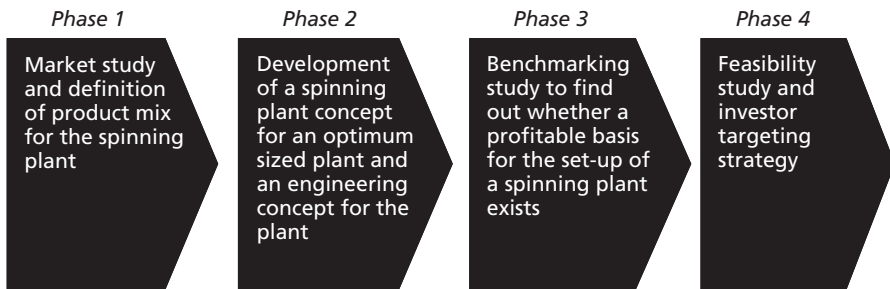 Phase 1
Market study
and definition
of product mix
for the spinning
plant
Phase 2
Development
of a spinning
plant concept
for an optimum
sized plant and
an engineering
concept for the
plant
Phase 3
Benchmarking
study to find
out whether a
profitable basis
for the set-up of
a spinning plant
exists
Phase 4
Feasibility
study and
investor
targeting
strategy